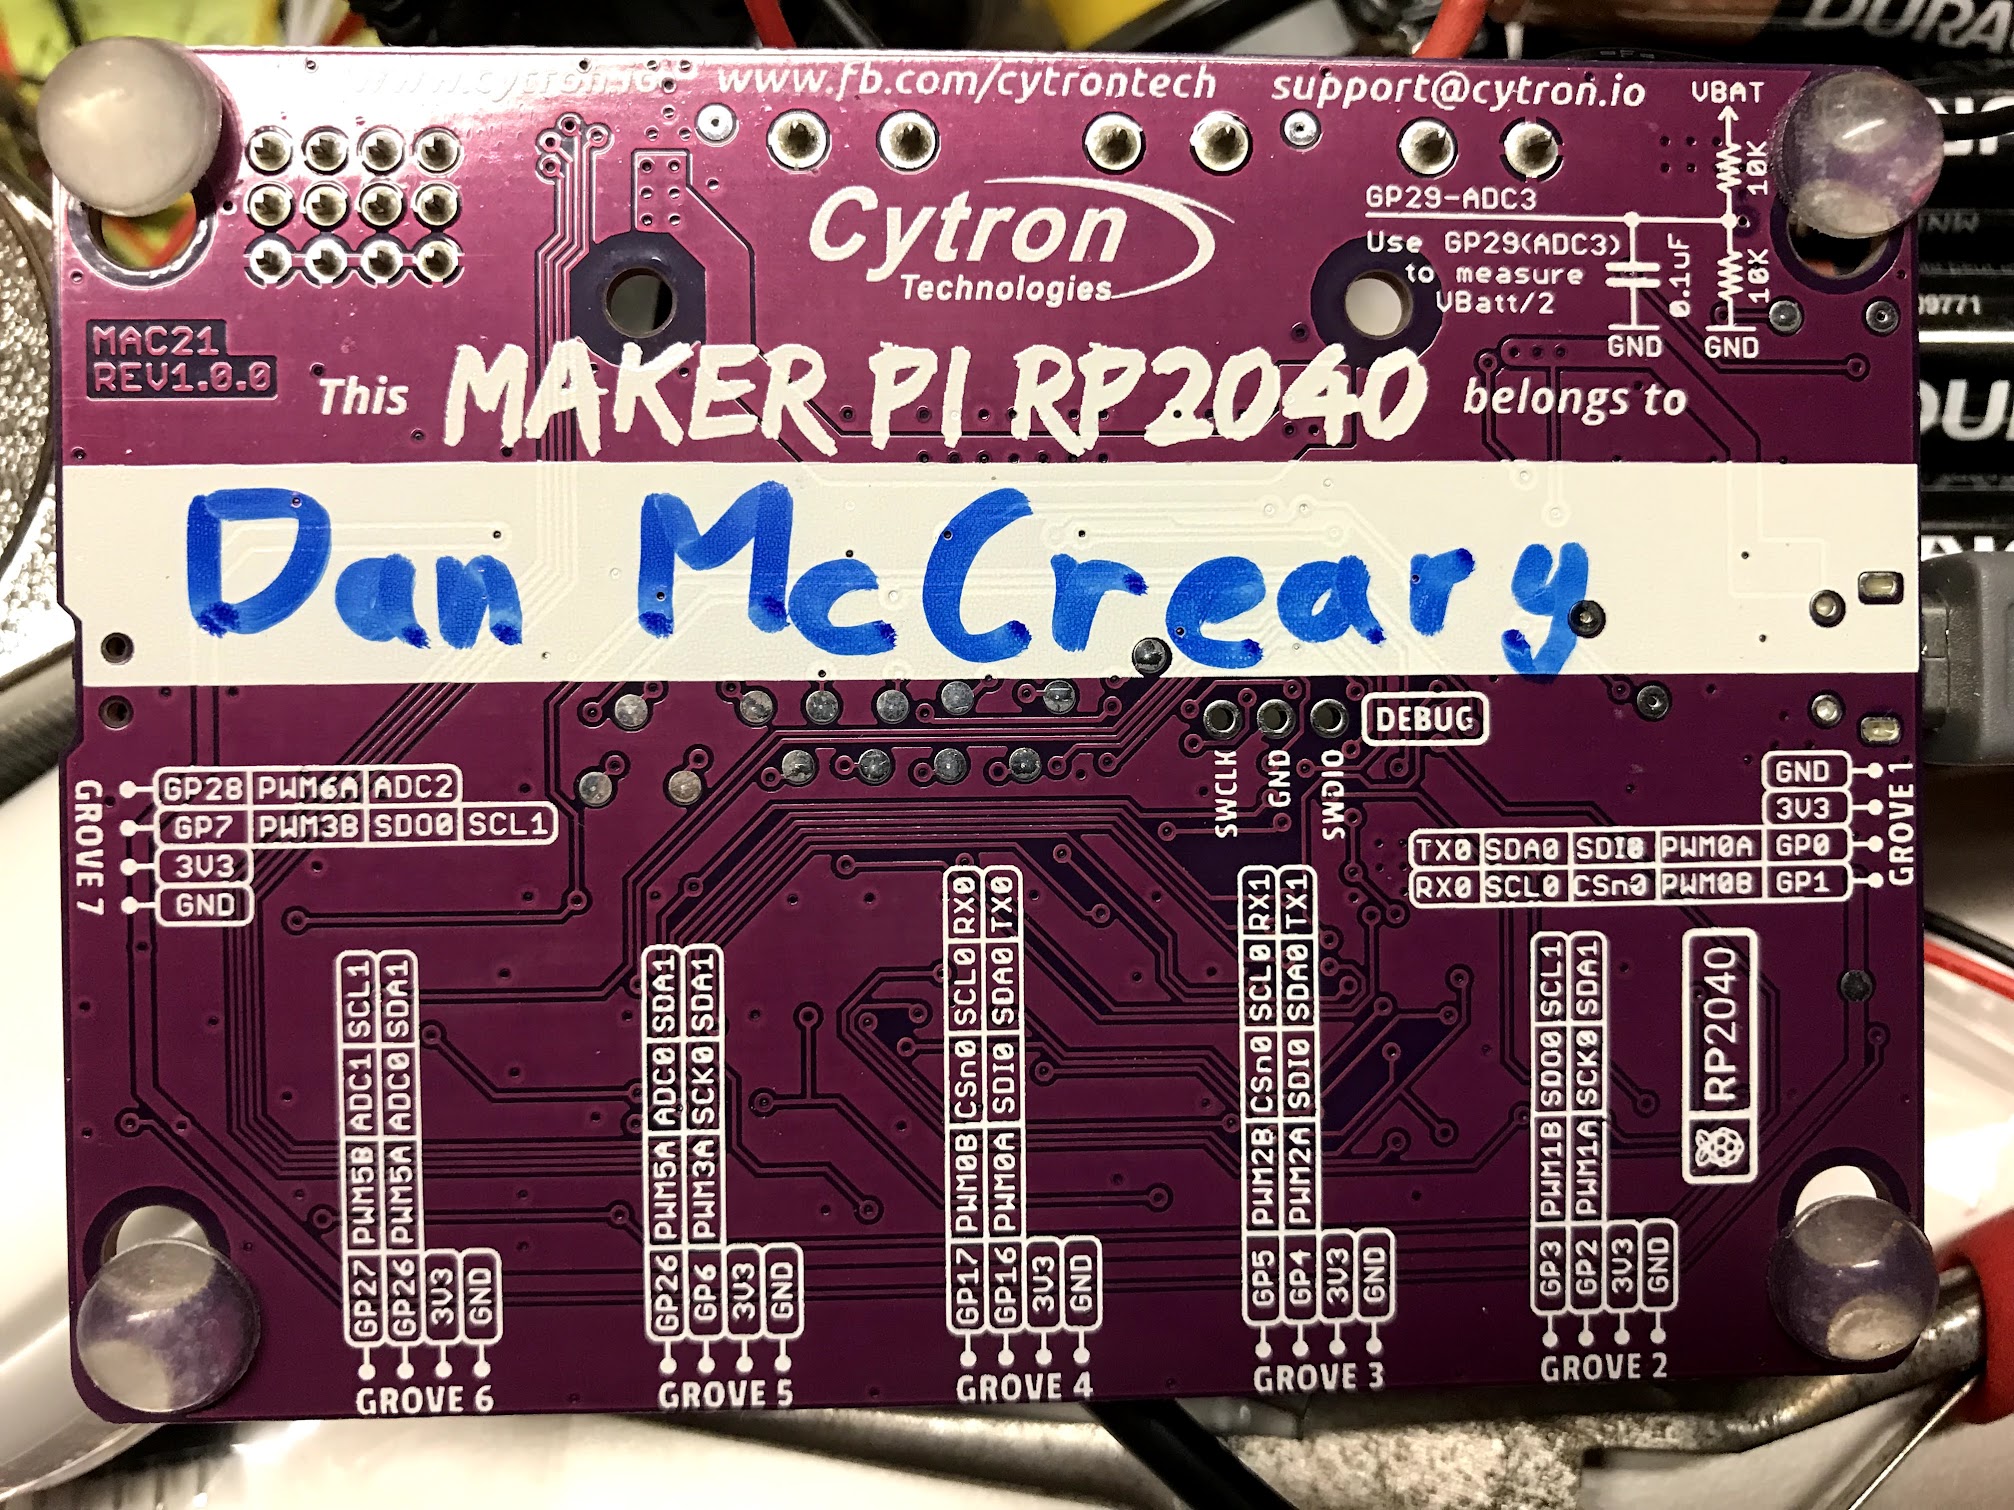 www.cytron.io www.fb.com/cytrontech support@cytron.io
VBAT
10K
Cytron
Technologies
GP29-ADC3
Use GP29(ADC3)
to measure
VBatt/2
0.1uF
10K
GND GND
MAC21
REV1.0.0
This MAKER PI RP2040 belongs to
Dan McCreary
DEBUG
SWCLK GND SWDIO
GROVE 7
GP28 PWM6A ADC2
GP7 PWM3B SDO0 SCL1
3V3
GND
GROVE 1
GND
3V3
TX0 SDA0 SDI0 PWM0A GP0
RX0 SCL0 CSn0 PWM0B GP1
GP27 PWM5B ADC1 SCL1
GP26 PWM5A ADC0 SDA1
3V3
GND
GROVE 6
GP26 PWM5A ADC0 SDA1
GP6 PWM3A SCK0 SDA1
3V3
GND
GROVE 5
GP17 PWM0B CSn0 SCL0 RX0
GP16 PWM0A SDI0 SDA0 TX0
3V3
GND
GROVE 4
GP5 PWM2B CSn0 SCL0 RX1
GP4 PWM2A SDI0 SDA0 TX1
3V3
GND
GROVE 3
GP3 PWM1B SDO0 SCL1
GP2 PWM1A SCK0 SDA1
3V3
GND
GROVE 2
RP2040
DURA